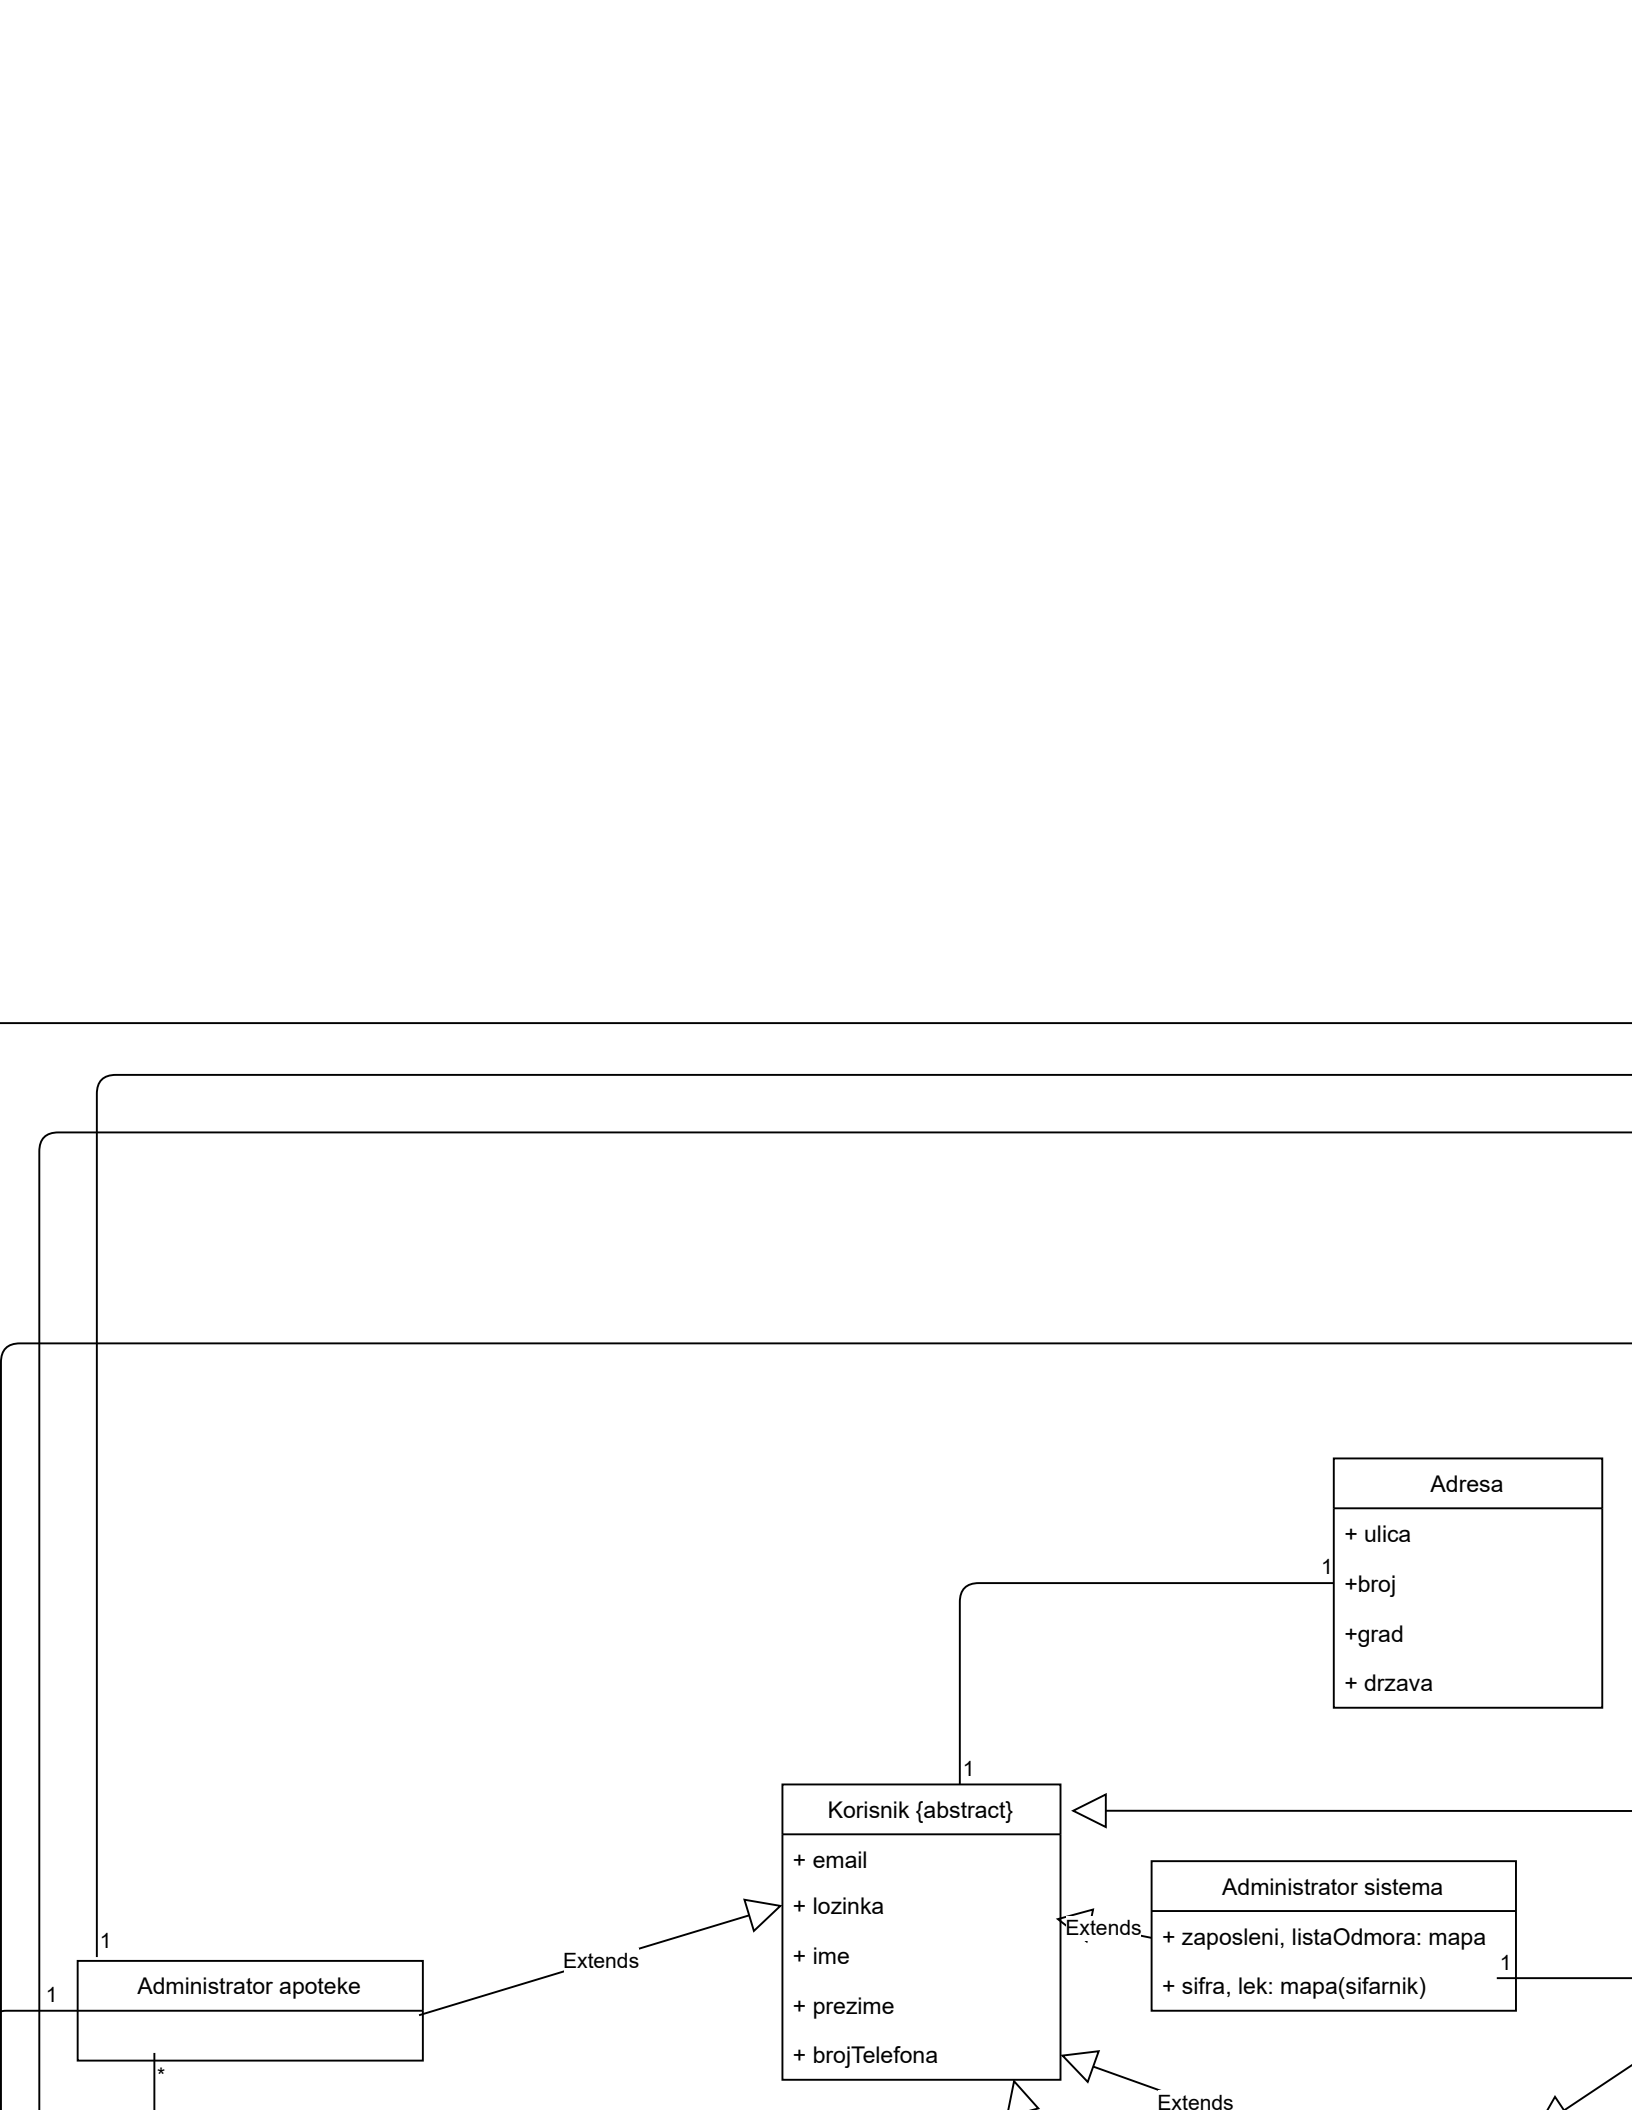 Adresa
+ ulica
1
+broj
+grad
+ drzava
1
Korisnik {abstract}
+ email
+ lozinka
+ ime
+ prezime
+ brojTelefona
Administrator sistema
+ zaposleni, listaOdmora: mapa
+ sifra, lek: mapa(sifarnik)
1
Extends
Extends
1
Administrator apoteke
1
*
Extends